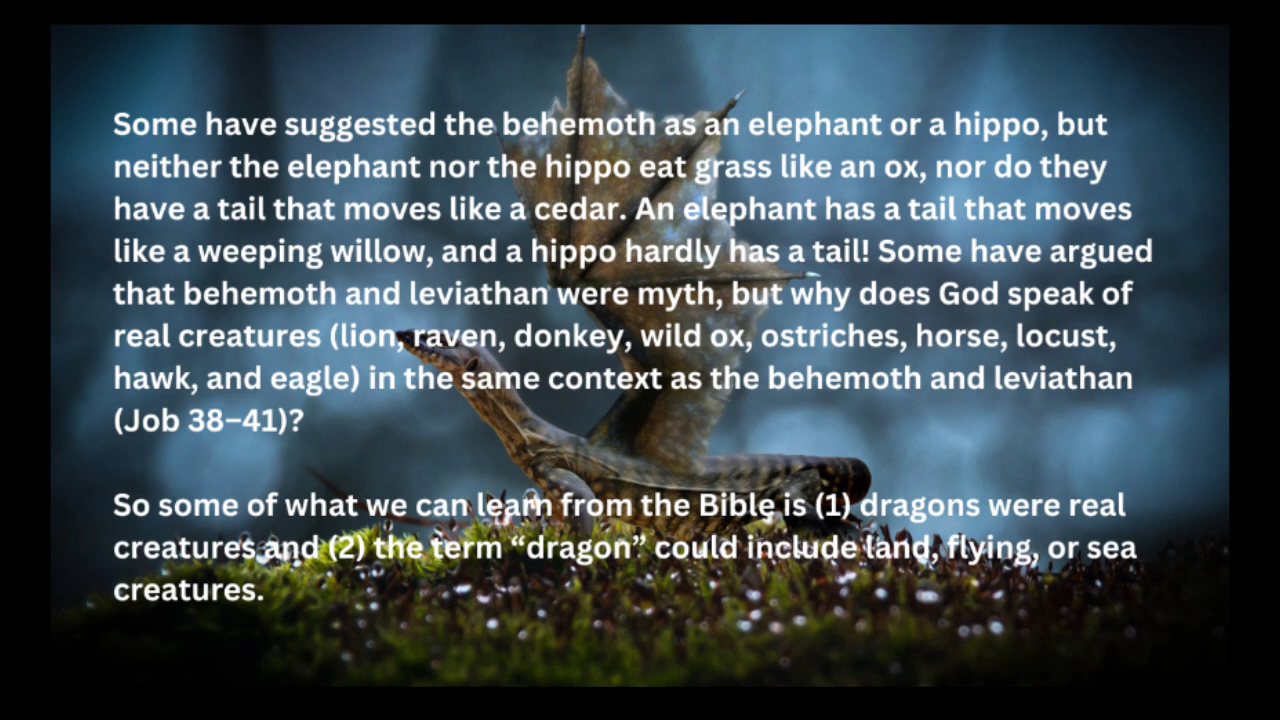 Some have suggested the behemoth as an elephant or a hippo, but
neither the elephant nor the hippo eat grass like an ox, nor do they
have a tail that moves like a cedar. An elephant has a tail that moves
like a weeping willow, and a hippo hardly has a tail! Some have argued
that behemoth and leviathan were myth, but why does God speak of
real creatures (lion, raven, donkey, wild ox, ostriches, horse, locust,
hawk, and eagle) in the same context as the behemoth and leviathan
(Job 38–41)?
So some of what we can learn from the Bible is (1) dragons were real
creatures and (2) the term “dragon” could include land, flying, or sea
creatures.